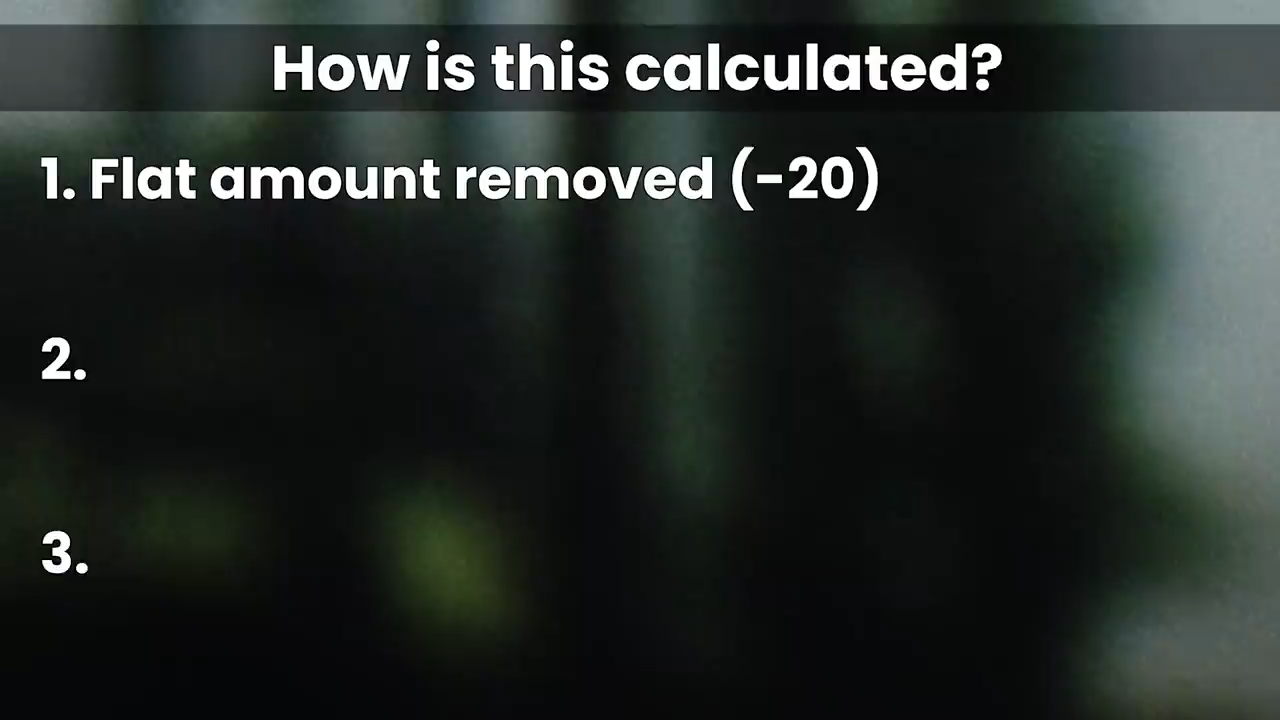 How is this calculated?
1. Flat amount removed (-20)
2.
3.